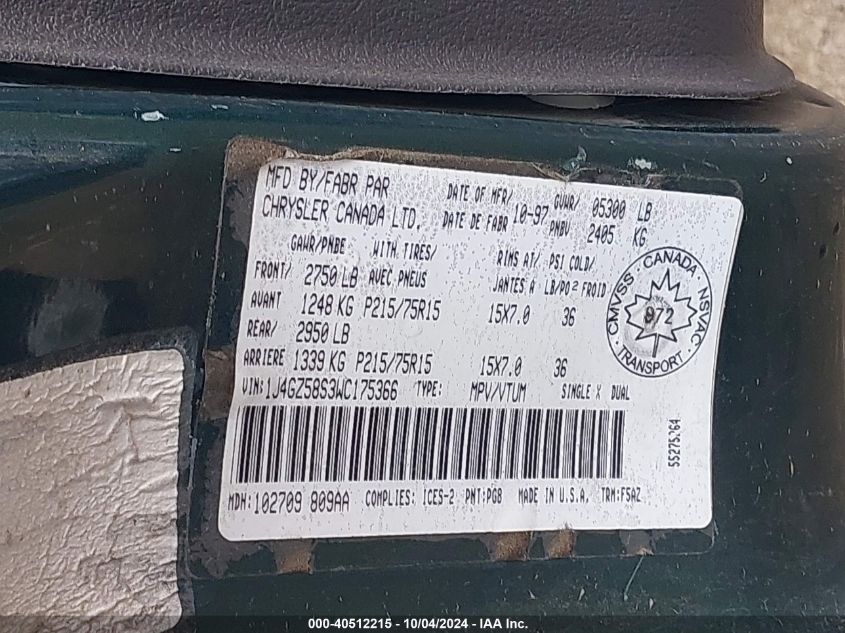 MFD BY/FABR PAR DATE OF MFR/ GVWR/ 05300 LB
CHRYSLER CANADA LTD. DATE DE FABR 10-97 PNBV 2405 KG
GAWR/PNBE WITH TIRES/ RIMS AT/ PSI COLD/
FRONT/ 2750 LB AVEC PNEUS JANTES A LB/PO2 FROID
AVANT 1248 KG P215/75R15 15X7.0 36
REAR/ 2950 LB
ARRIERE 1339 KG P215/75R15 15X7.0 36
VIN: 1J4GZ58S3WC175366 TYPE: MPV/VTUM SINGLE X DUAL
MDH: 102709 809AA COMPLIES: ICES-2 PNT: PG8 MADE IN U.S.A. TRM: F5AZ
CMVSS CANADA NSVAC
972
TRANSPORT
55275264
000-40512215 - 10/04/2024 - IAA Inc.